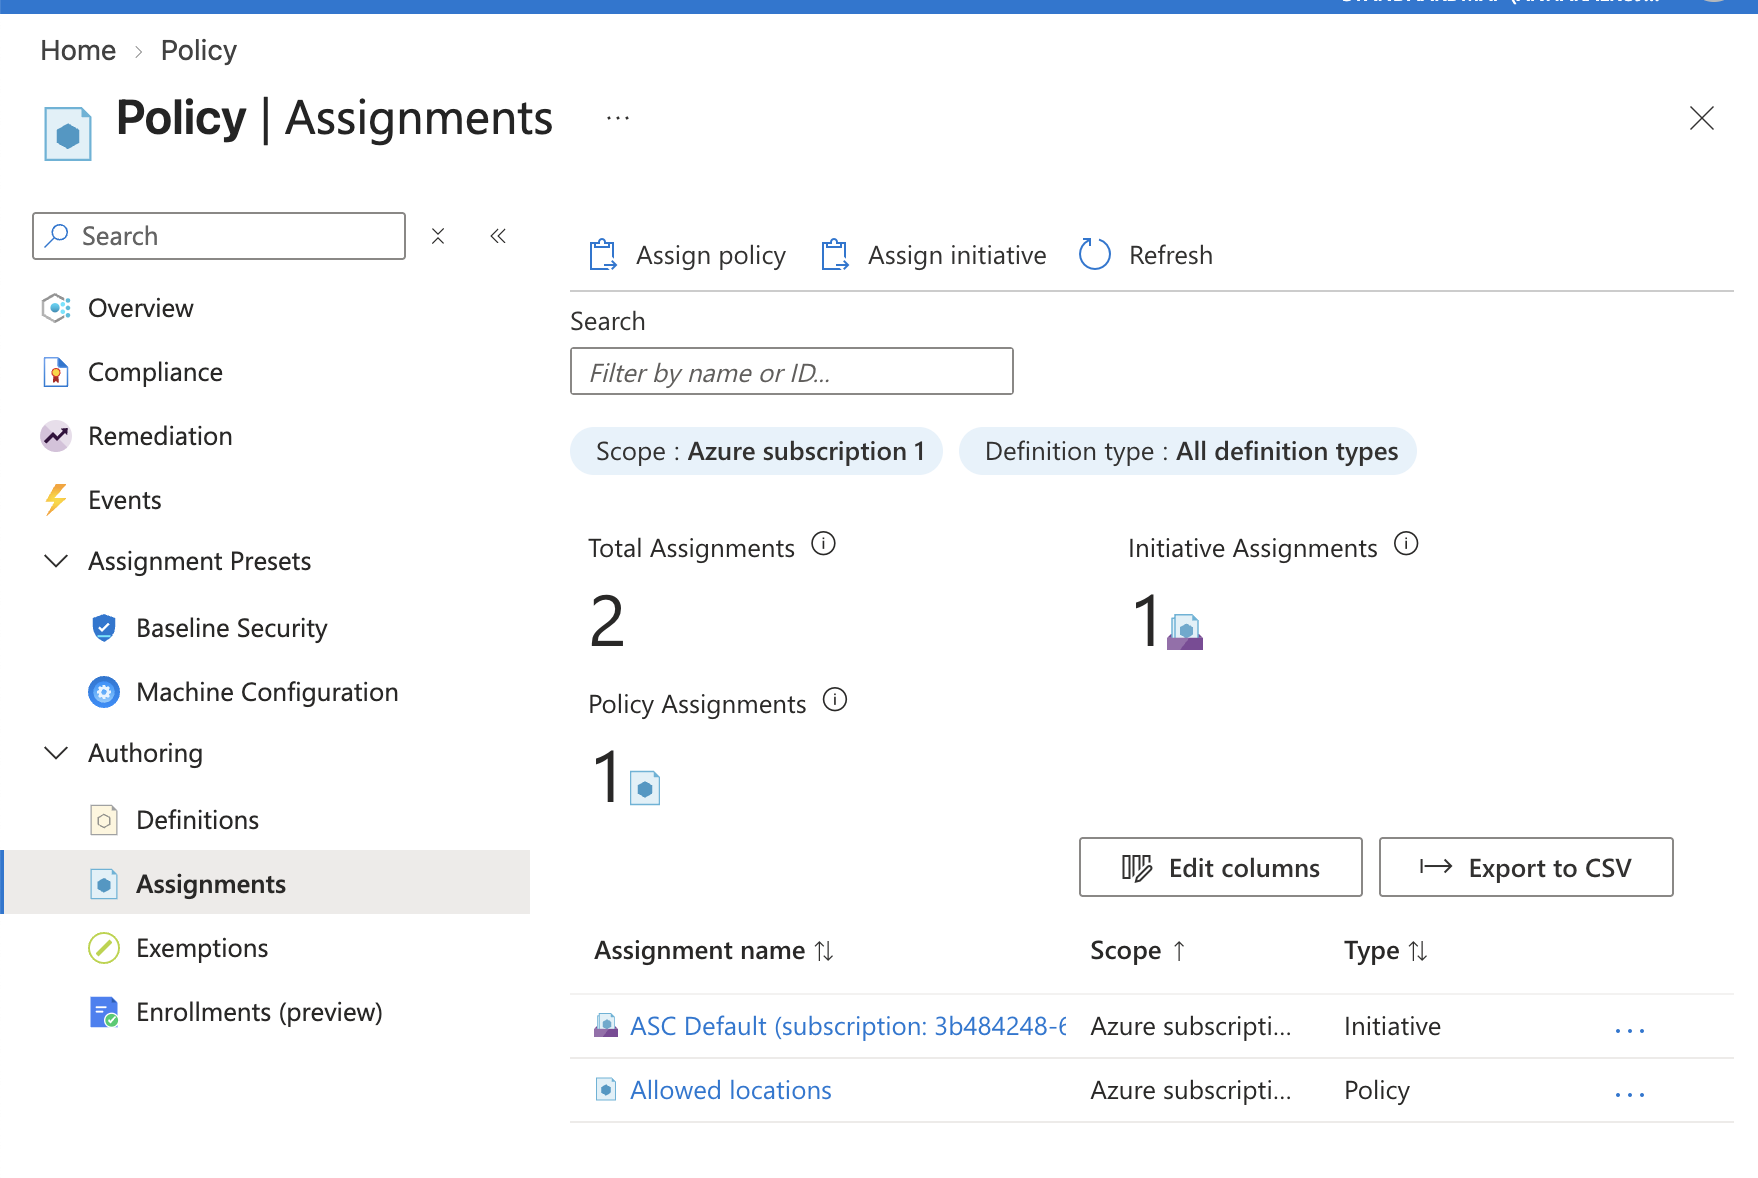 Home > Policy
Policy | Assignments ...
Search
Overview
Compliance
Remediation
Events
Assignment Presets
Baseline Security
Machine Configuration
Authoring
Definitions
Assignments
Exemptions
Enrollments (preview)
Assign policy Assign initiative Refresh
Search
Filter by name or ID...
Scope : Azure subscription 1 Definition type : All definition types
Total Assignments Initiative Assignments
2 1
Policy Assignments
1
Edit columns Export to CSV
Assignment name Scope Type
ASC Default (subscription: 3b484248- Azure subscripti... Initiative ...
Allowed locations Azure subscripti... Policy ...